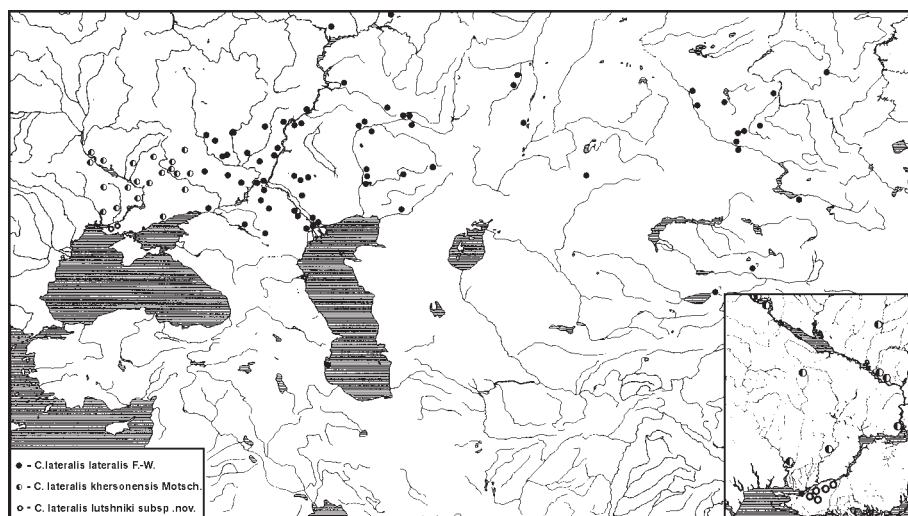 - C.lateralis lateralis F.-W.
- C. lateralis khersonensis Motsch.
- C. lateralis lutshniki subsp .nov.